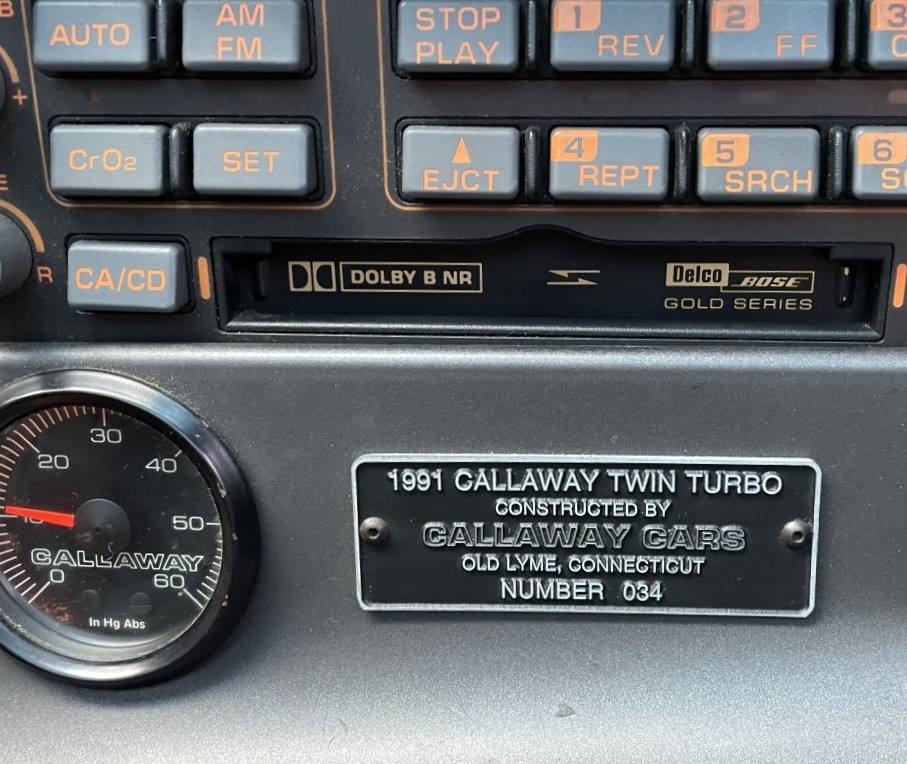 B
AUTO
AM
FM
STOP
PLAY
1 REV
2 FF
3
+
CrO2
SET
EJCT
4 REPT
5 SRCH
6
E
R
CA/CD
DOLBY B NR
Delco BOSE
GOLD SERIES
0 10 20 30 40 50 60
CALLAWAY
In Hg Abs
1991 CALLAWAY TWIN TURBO
CONSTRUCTED BY
CALLAWAY CARS
OLD LYME, CONNECTICUT
NUMBER 034